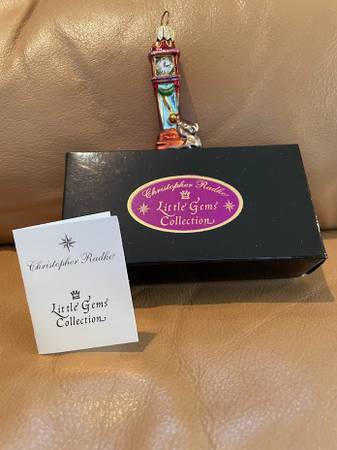 Christopher Radko
Little Gems
Collection
Christopher Radko
Little Gems
Collection